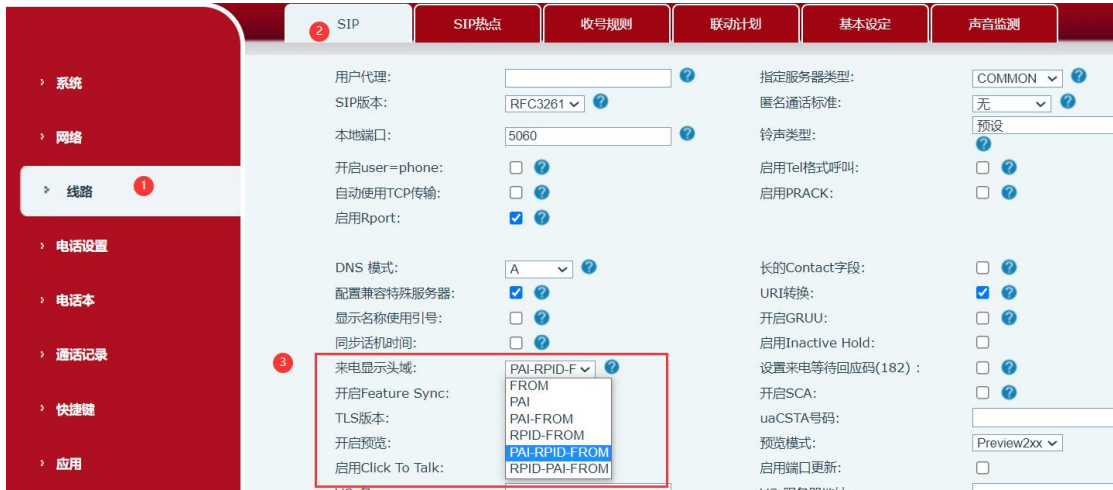 2 SIP SIP热点 收号规则 联动计划 基本设定 声音监测
系统
网络
线路 1
电话设置
电话本
通话记录
快捷键
应用
用户代理: 指定服务器类型: COMMON
SIP版本: RFC3261 匿名通话标准: 无
本地端口: 5060 铃声类型: 预设
开启user=phone: 启用Tel格式呼叫:
自动使用TCP传输: 启用PRACK:
启用Rport:
DNS 模式: A 长的Contact字段:
配置兼容特殊服务器: URI转换:
显示名称使用引号: 开启GRUU:
同步话机时间: 启用Inactive Hold:
3 来电显示头域: PAI-RPID-F 设置来电等待回应码(182) :
FROM
开启Feature Sync: PAI 开启SCA:
TLS版本: PAI-FROM uaCSTA号码:
RPID-FROM
开启预览: PAI-RPID-FROM 预览模式: Preview2xx
启用Click To Talk: RPID-PAI-FROM 启用端口更新: